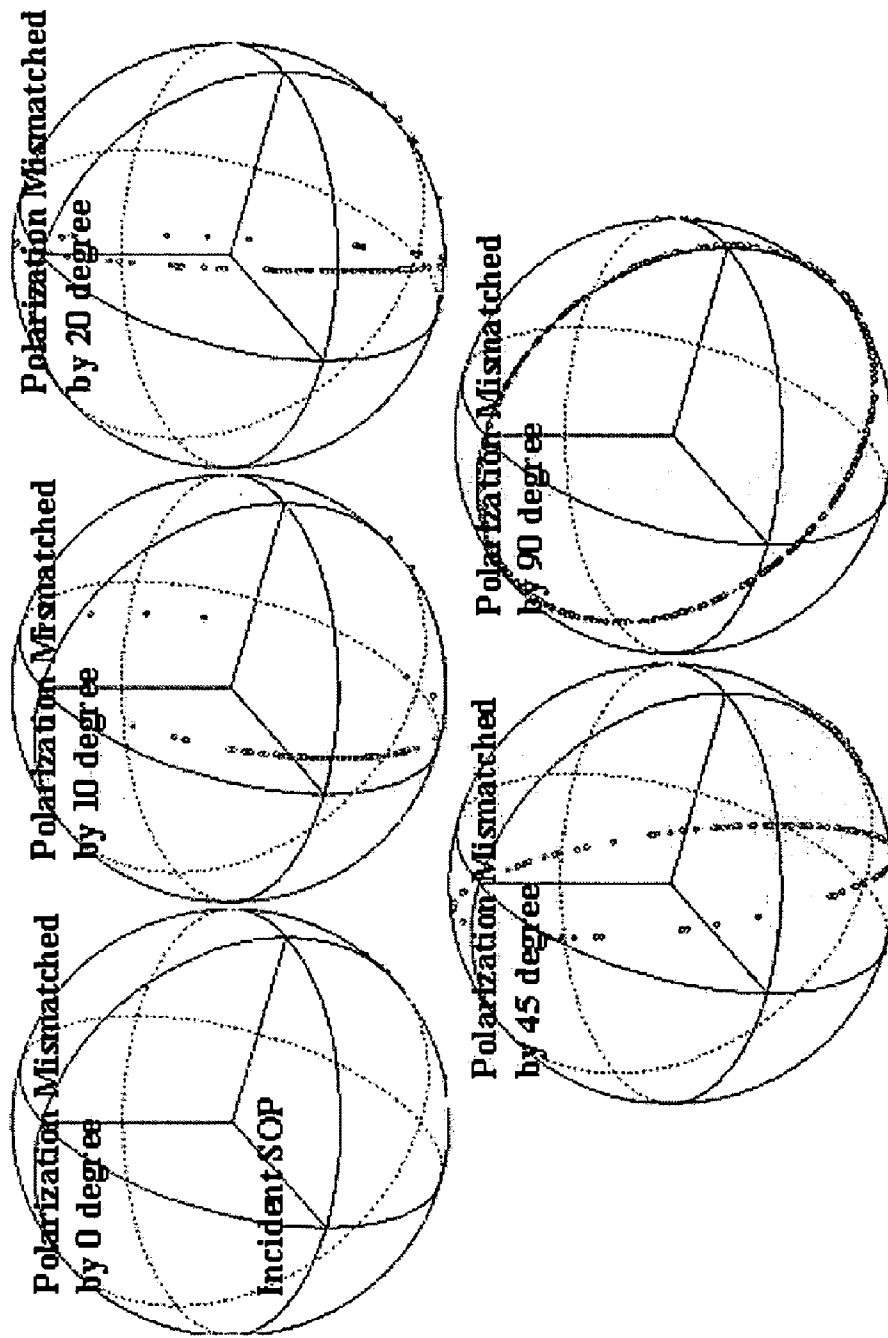 Polarization Mismatched
by 0 degree
Incident SOP
Polarization Mismatched
by 10 degree
Polarization Mismatched
by 20 degree
Polarization Mismatched
by 45 degree
Polarization Mismatched
by 90 degree